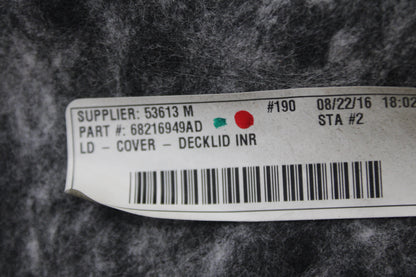 SUPPLIER: 53613 M #190 08/22/16 18:02
PART #: 68216949AD STA #2
LD - COVER - DECKLID INR